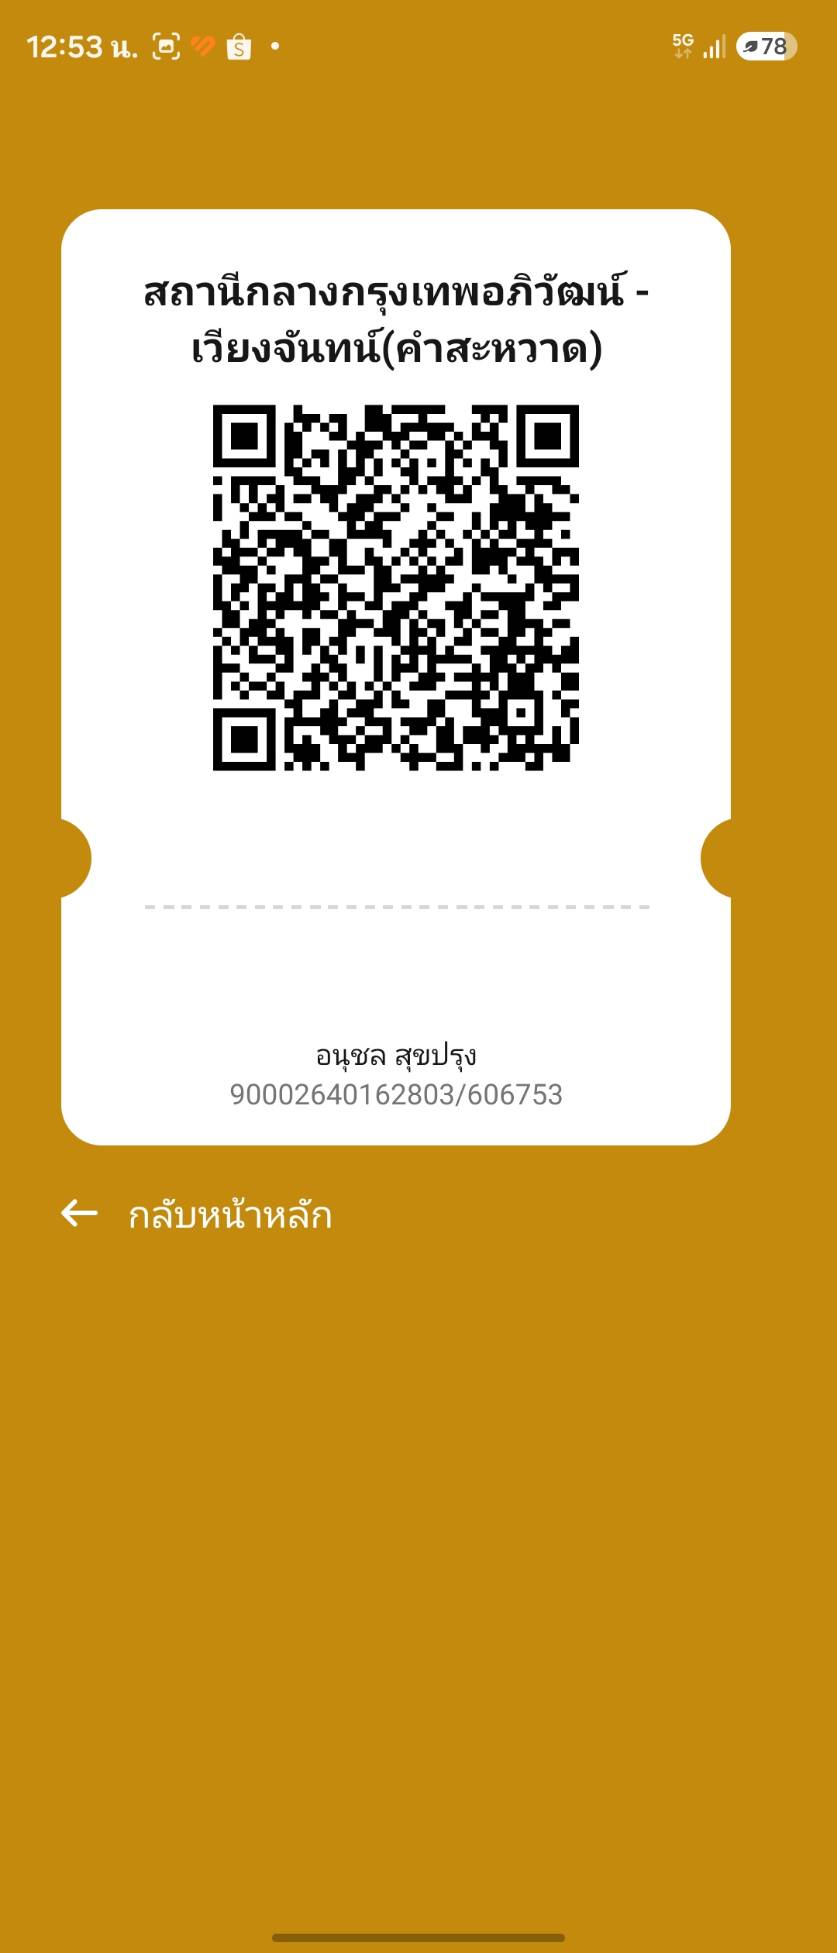 12:53 น.
5G
78
สถานีกลางกรุงเทพอภิวัฒน์ -
เวียงจันทน์(คำสะหวาด)
อนุชล สุขปรุง
90002640162803/606753
← กลับหน้าหลัก